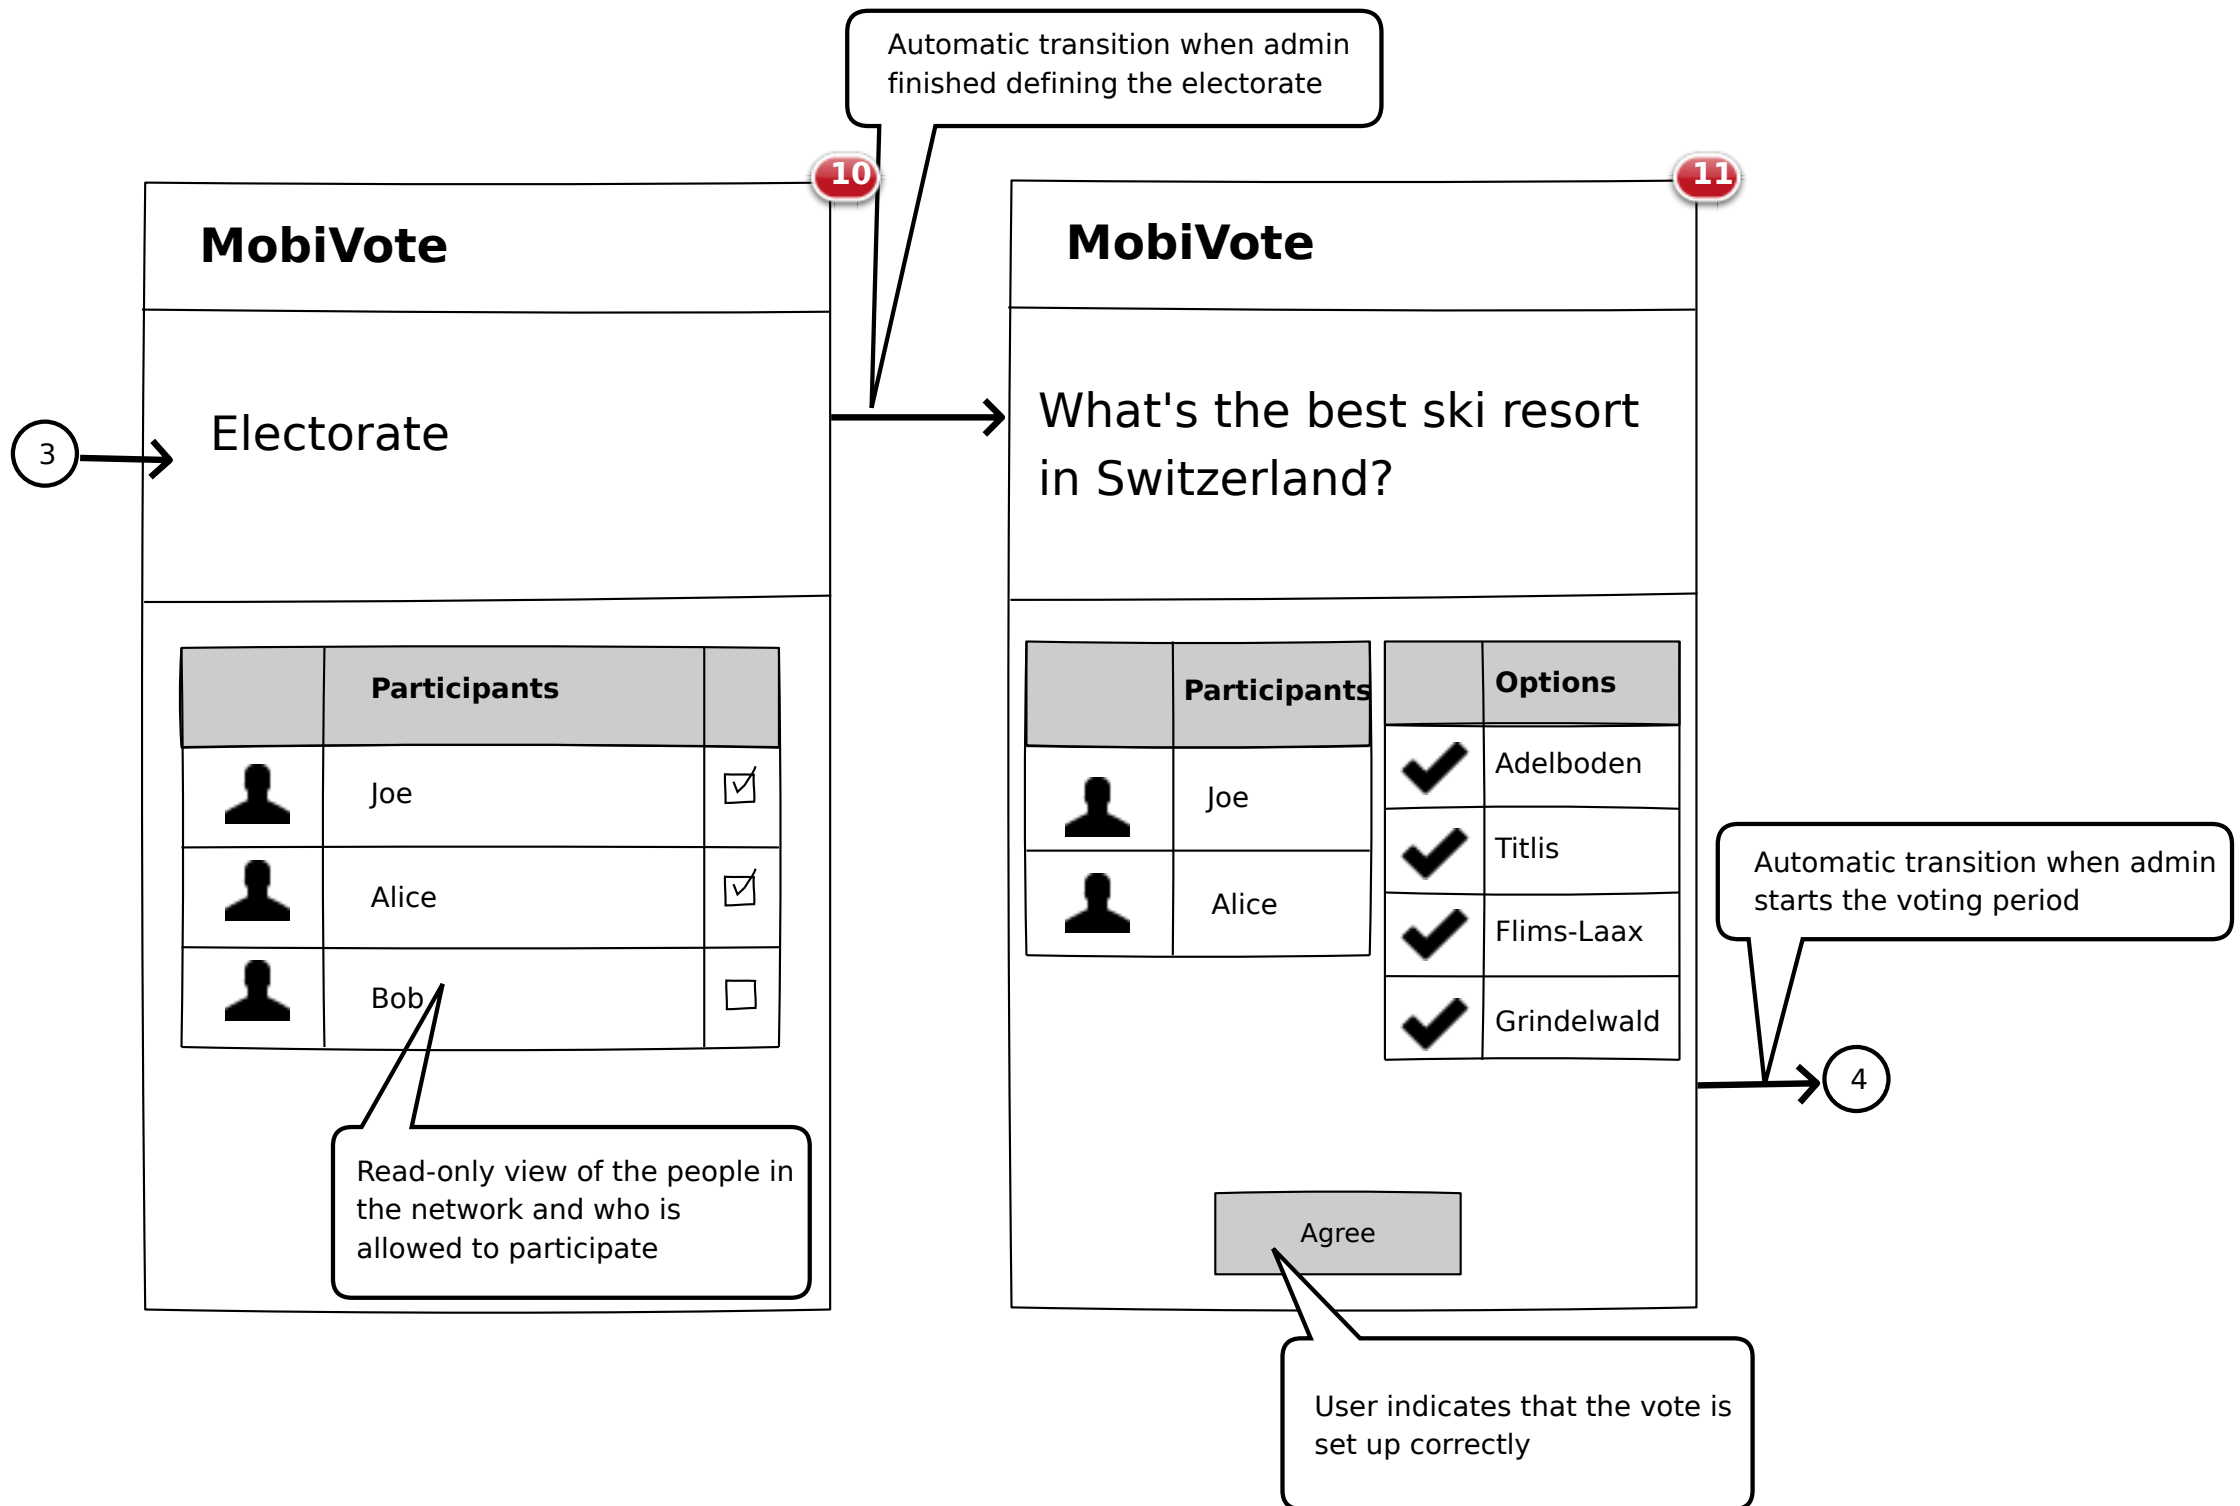 Automatic transition when admin
finished defining the electorate
10
11
MobiVote
MobiVote
3
Electorate
What's the best ski resort
in Switzerland?
Participants
Joe
Alice
Bob
Read-only view of the people in
the network and who is
allowed to participate
Participants
Joe
Alice
Options
Adelboden
Titlis
Flims-Laax
Grindelwald
Automatic transition when admin
starts the voting period
4
Agree
User indicates that the vote is
set up correctly